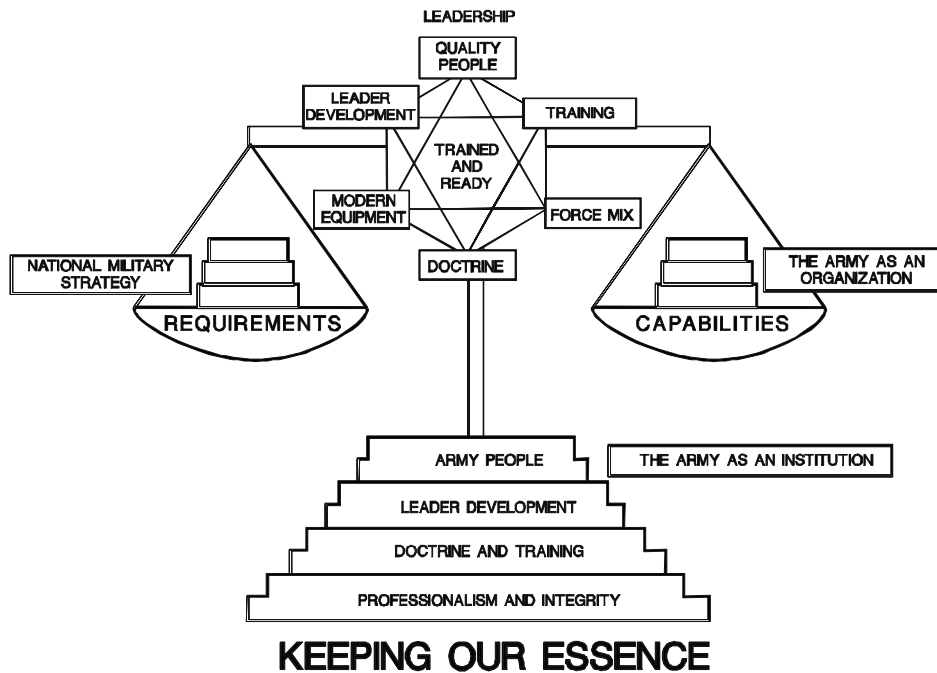 LEADERSHIP
QUALITY
PEOPLE
LEADER
DEVELOPMENT
TRAINING
TRAINED
AND
READY
MODERN
EQUIPMENT
FORCE MIX
DOCTRINE
NATIONAL MILITARY
STRATEGY
REQUIREMENTS
THE ARMY AS AN
ORGANIZATION
CAPABILITIES
ARMY PEOPLE
THE ARMY AS AN INSTITUTION
LEADER DEVELOPMENT
DOCTRINE AND TRAINING
PROFESSIONALISM AND INTEGRITY
KEEPING OUR ESSENCE